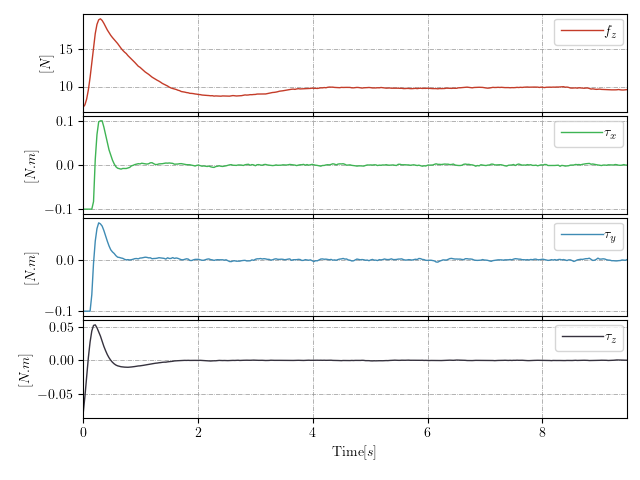 f_z
15
10
[N]
τ_x
0.1
0.0
−0.1
[N.m]
τ_y
0.0
−0.1
[N.m]
τ_z
0.05
0.00
−0.05
[N.m]
0 2 4 6 8
Time[s]